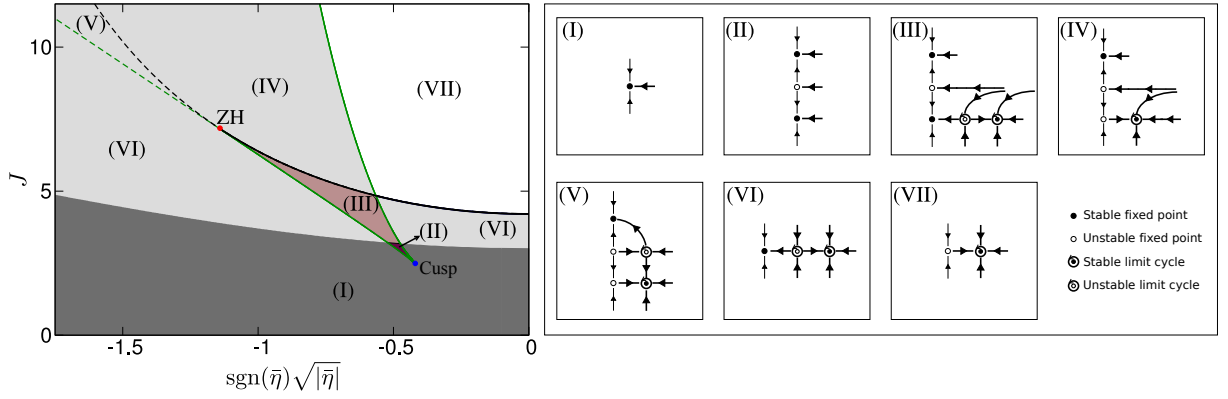 (V)
10
(IV)
(VII)
ZH
(VI)
J
5
(III)
(II)
(VI)
Cusp
(I)
0
-1.5
-1
-0.5
0
sgn(η̄)√|η̄|
(I)
(II)
(III)
(IV)
(V)
(VI)
(VII)
Stable fixed point
Unstable fixed point
Stable limit cycle
Unstable limit cycle